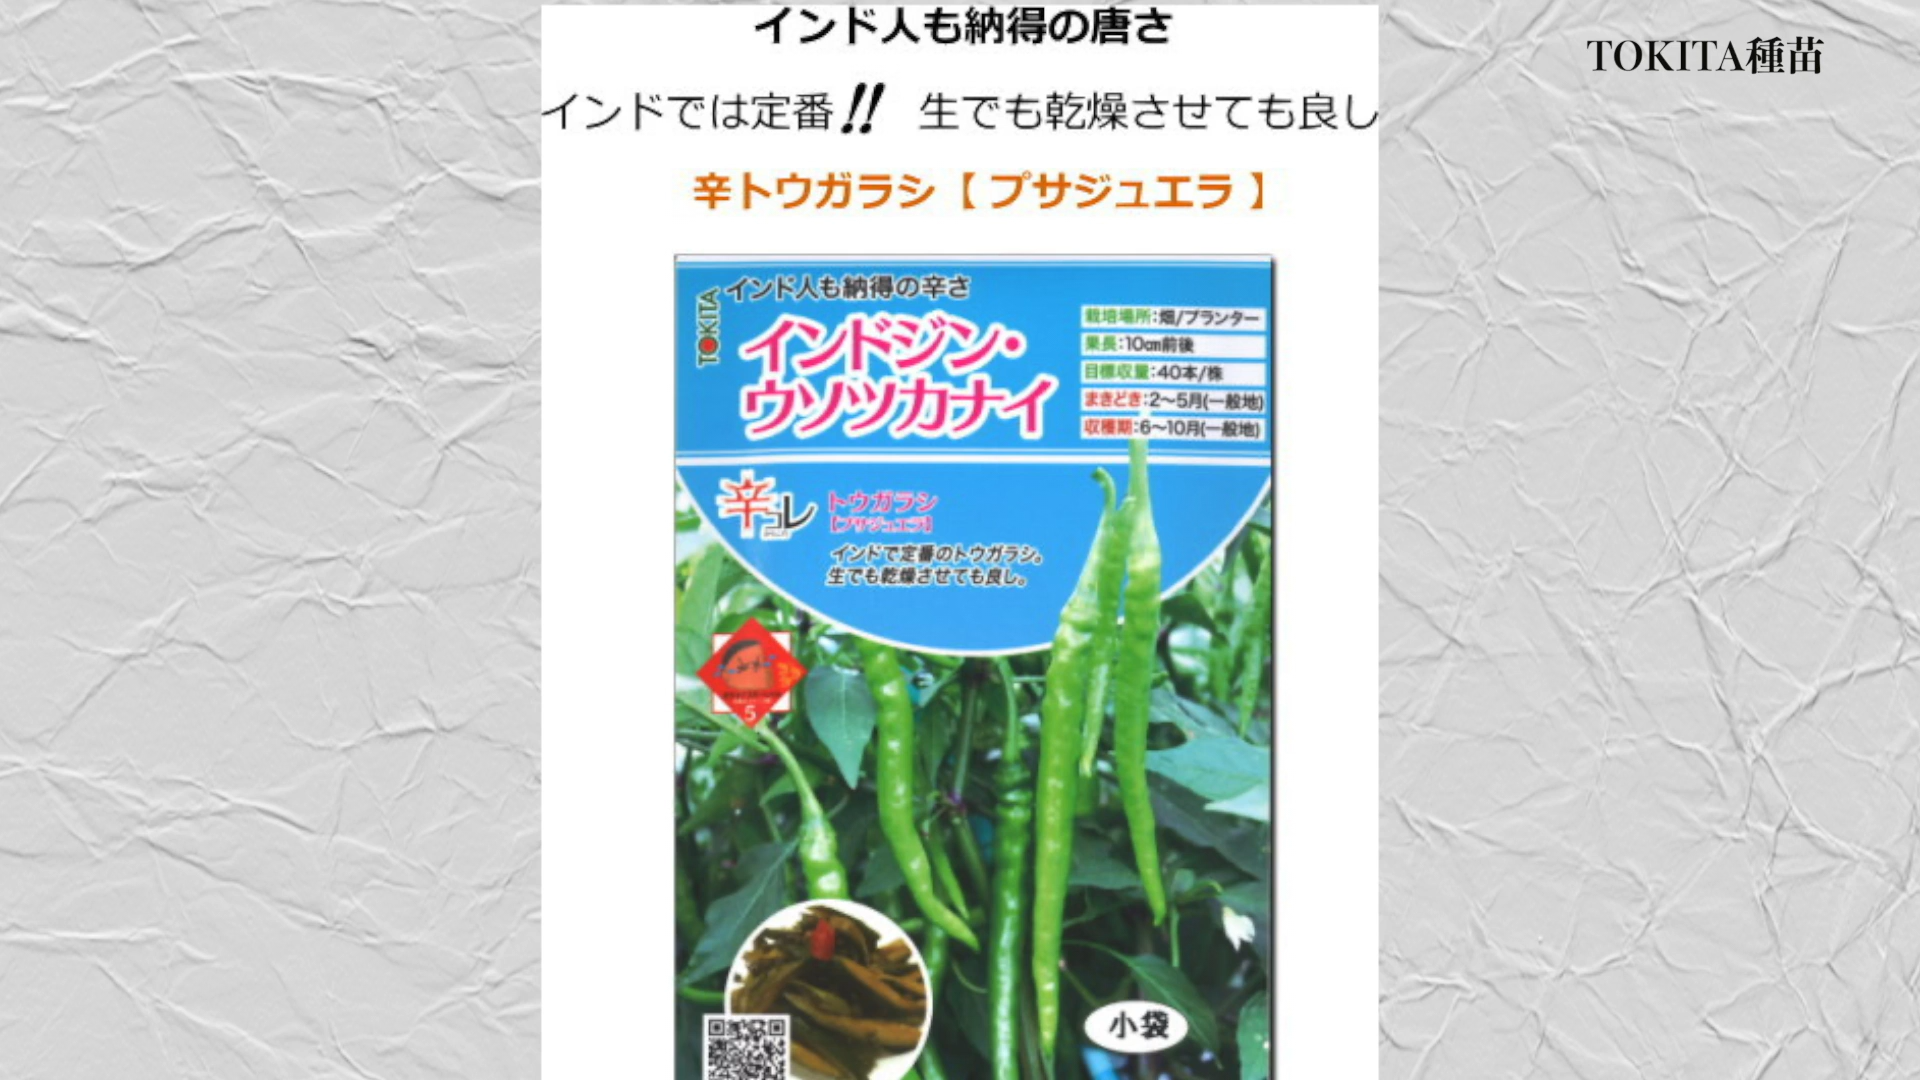 インド人も納得の唐さ
TOKITA種苗
インドでは定番!! 生でも乾燥させても良し
辛トウガラシ【 プサジュエラ 】
TOKITA
インド人も納得の辛さ
インドジン・
ウソツカナイ
栽培場所:畑/プランター
果長:10cm前後
目標収量:40本/株
まきどき:2〜5月(一般地)
収穫期:6〜10月(一般地)
辛コレ
トウガラシ
【プサジュエラ】
インドで定番のトウガラシ。
生でも乾燥させても良し。
5
小袋